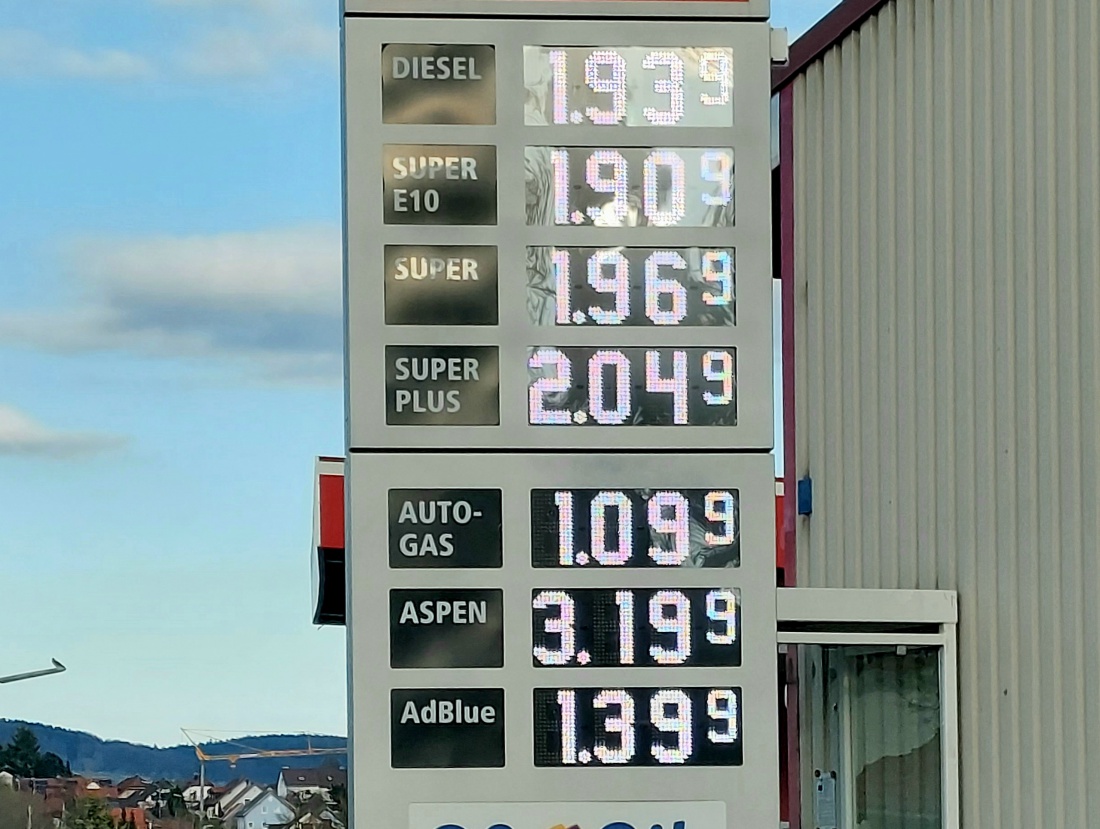 DIESEL 1.939
SUPER E10 1.909
SUPER 1.969
SUPER PLUS 2.049
AUTO-GAS 1.099
ASPEN 3.199
AdBlue 1.399